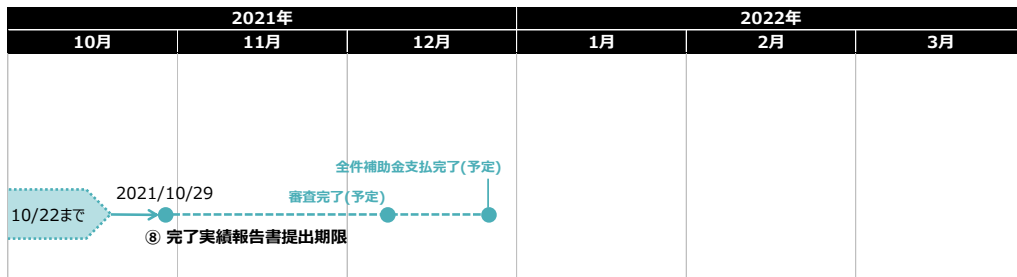 2021年
2022年
10月
11月
12月
1月
2月
3月
全件補助金支払完了(予定)
2021/10/29
審査完了(予定)
10/22まで
⑧ 完了実績報告書提出期限